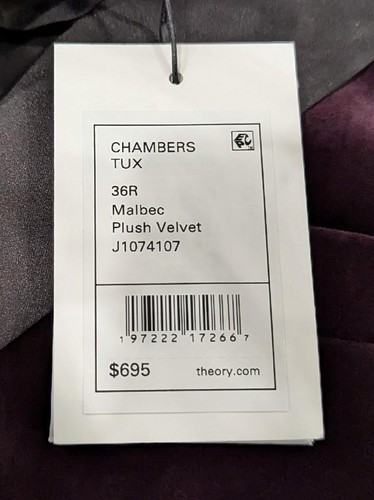 CHAMBERS
TUX
36R
Malbec
Plush Velvet
J1074107
1 97222 17266 7
$695 theory.com